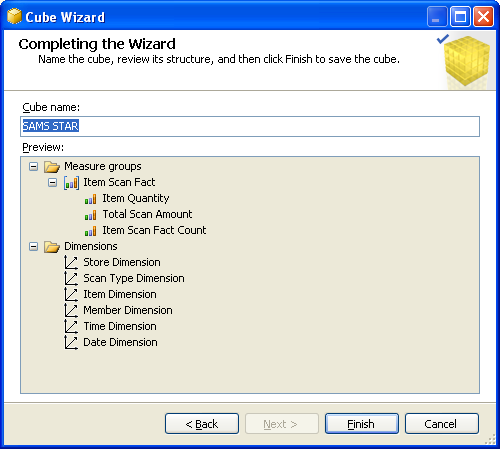 Cube Wizard
Completing the Wizard
Name the cube, review its structure, and then click Finish to save the cube.
Cube name:
SAMS STAR
Preview:
Measure groups
Item Scan Fact
Item Quantity
Total Scan Amount
Item Scan Fact Count
Dimensions
Store Dimension
Scan Type Dimension
Item Dimension
Member Dimension
Time Dimension
Date Dimension
< Back
Next >
Finish
Cancel